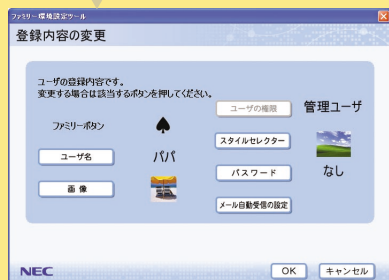 ファミリー環境設定ツール
登録内容の変更
ユーザの登録内容です。
変更する場合は該当するボタンを押してください。
ファミリーボタン
ユーザの権限 管理ユーザ
ユーザ名 パパ
スタイルセレクター
画像
パスワード なし
メール自動受信の設定
NEC
OK キャンセル